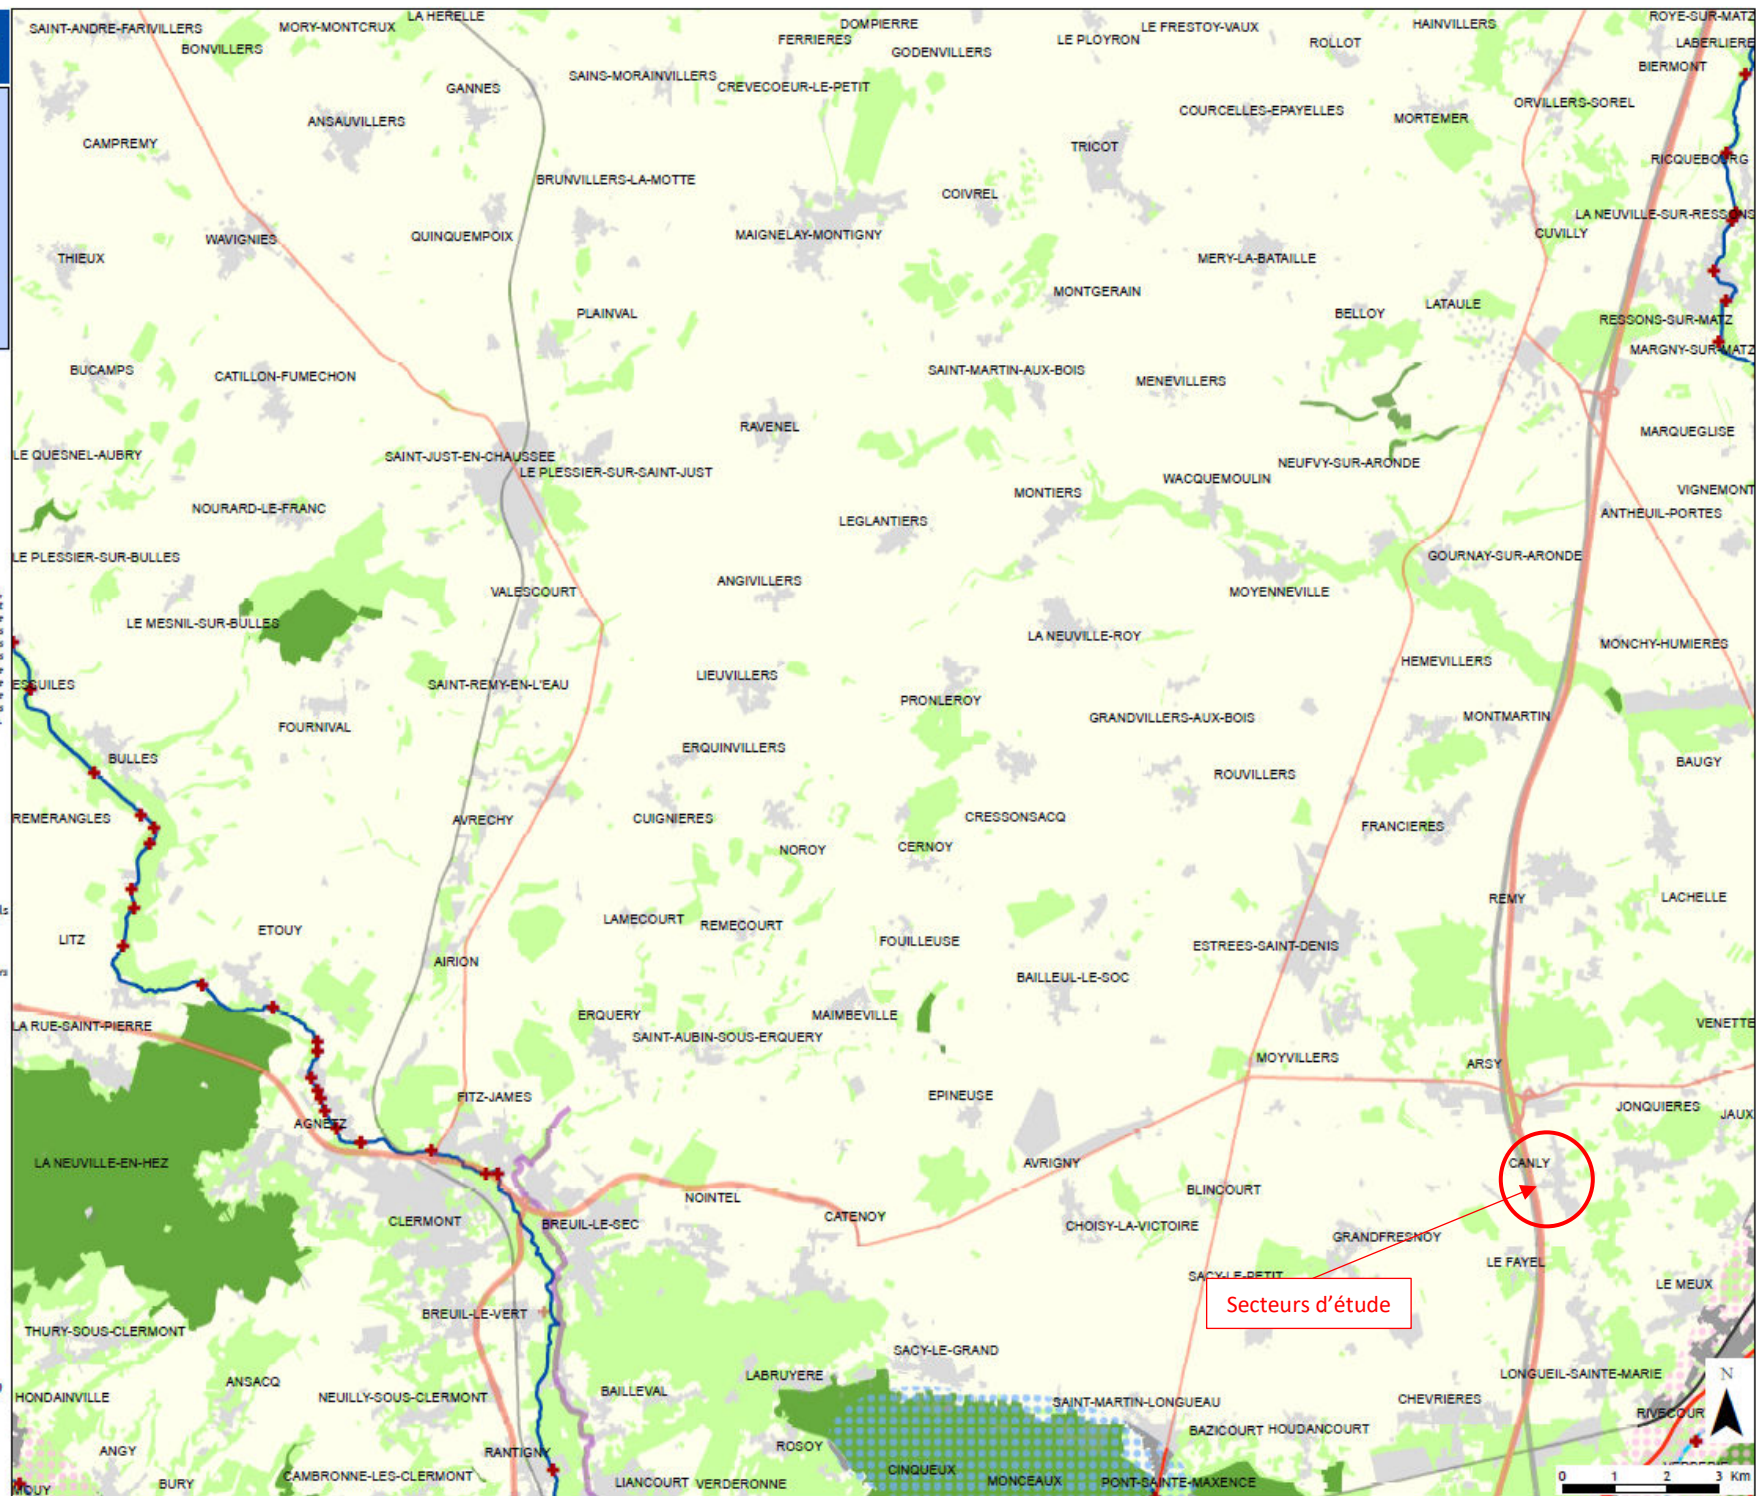 LA HERELLE
SAINT-ANDRE-FARIVILLERS
MORY-MONTCRUX
DOMPIERRE
LE FRESTOY-VAUX
HAINVILLERS
ROYE-SUR-MATZ
BONVILLERS
FERRIERES
GODENVILLERS
LE PLOYRON
ROLLOT
LABERLIERE
BIERMONT
SAINS-MORAINVILLERS
CREVECOEUR-LE-PETIT
GANNES
ORVILLERS-SOREL
ANSAUVILLERS
COURCELLES-EPAYELLES
MORTEMER
CAMPREMY
TRICOT
RICQUEBOURG
BRUNVILLERS-LA-MOTTE
COIVREL
LA NEUVILLE-SUR-RESSONS
WAVIGNIES
QUINQUEMPOIX
MAIGNELAY-MONTIGNY
CUVILLY
THIEUX
MERY-LA-BATAILLE
MONTGERAIN
PLAINVAL
BELLOY
LATAULE
RESSONS-SUR-MATZ
MARGNY-SUR-MATZ
BUCAMPS
CATILLON-FUMECHON
SAINT-MARTIN-AUX-BOIS
MENEVILLERS
RAVENEL
MARQUEGLISE
LE QUESNEL-AUBRY
SAINT-JUST-EN-CHAUSSEE
LE PLESSIER-SUR-SAINT-JUST
NEUFVY-SUR-ARONDE
WACQUEMOULIN
MONTIERS
VIGNEMONT
NOURARD-LE-FRANC
LEGLANTIERS
ANTHEUIL-PORTES
LE PLESSIER-SUR-BULLES
GOURNAY-SUR-ARONDE
VALESCOURT
ANGIVILLERS
MOYENNEVILLE
LE MESNIL-SUR-BULLES
LA NEUVILLE-ROY
MONCHY-HUMIERES
HEMEVILLERS
ESSUILES
SAINT-REMY-EN-L'EAU
LIEUVILLERS
PRONLEROY
FOURNIVAL
GRANDVILLERS-AUX-BOIS
MONTMARTIN
BULLES
ERQUINVILLERS
ROUVILLERS
BAUGY
REMERANGLES
AVRECHY
CUIGNIERES
CRESSONSACQ
FRANCIERES
NOROY
CERNOY
REMY
LACHELLE
LITZ
ETOUY
LAMECOURT
REMECOURT
FOUILLEUSE
ESTREES-SAINT-DENIS
AIRION
BAILLEUL-LE-SOC
LA RUE-SAINT-PIERRE
ERQUERY
MAIMBEVILLE
SAINT-AUBIN-SOUS-ERQUERY
VENETTE
MOYVILLERS
ARSY
FITZ-JAMES
EPINEUSE
JONQUIERES
JAUX
AGNETZ
LA NEUVILLE-EN-HEZ
AVRIGNY
CANLY
NOINTEL
BLINCOURT
CLERMONT
BREUIL-LE-SEC
CATENOY
CHOISY-LA-VICTOIRE
GRANDFRESNOY
LE FAYEL
SACY-LE-PETIT
LE MEUX
Secteurs d'étude
BREUIL-LE-VERT
THURY-SOUS-CLERMONT
SACY-LE-GRAND
ANSACQ
LABRUYERE
LONGUEIL-SAINTE-MARIE
N
HONDAINVILLE
NEUILLY-SOUS-CLERMONT
BAILLEVAL
SAINT-MARTIN-LONGUEAU
CHEVRIERES
RIVECOUR
BAZICOURT
HOUDANCOURT
ANGY
RANTIGNY
ROSOY
BURY
CAMBRONNE-LES-CLERMONT
LIANCOURT
VERDERONNE
CINQUEUX
MONCEAUX
PONT-SAINTE-MAXENCE
MOUY
0 1 2 3 Km